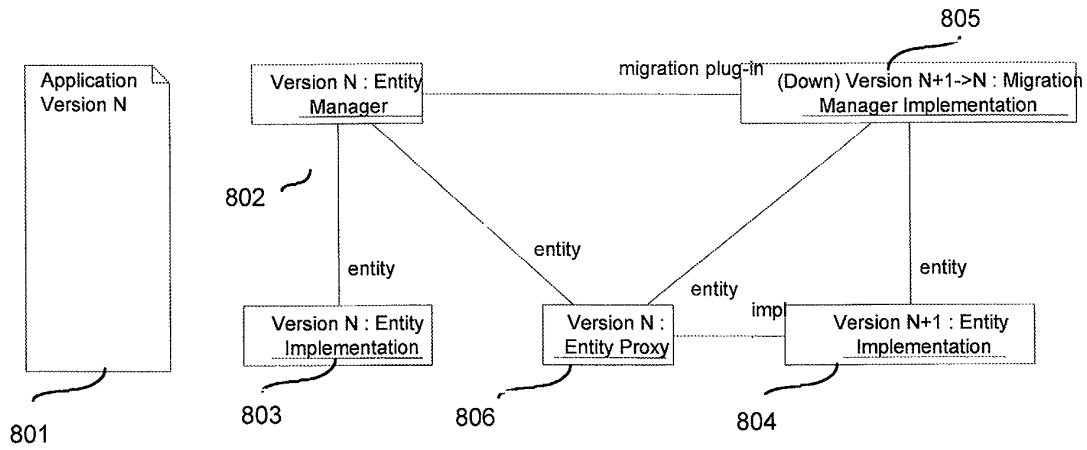 805
Application
Version N
Version N : Entity
Manager
migration plug-in
(Down) Version N+1->N : Migration
Manager Implementation
802
entity
entity
entity
entity
impl
Version N : Entity
Implementation
Version N :
Entity Proxy
Version N+1 : Entity
Implementation
801
803
806
804